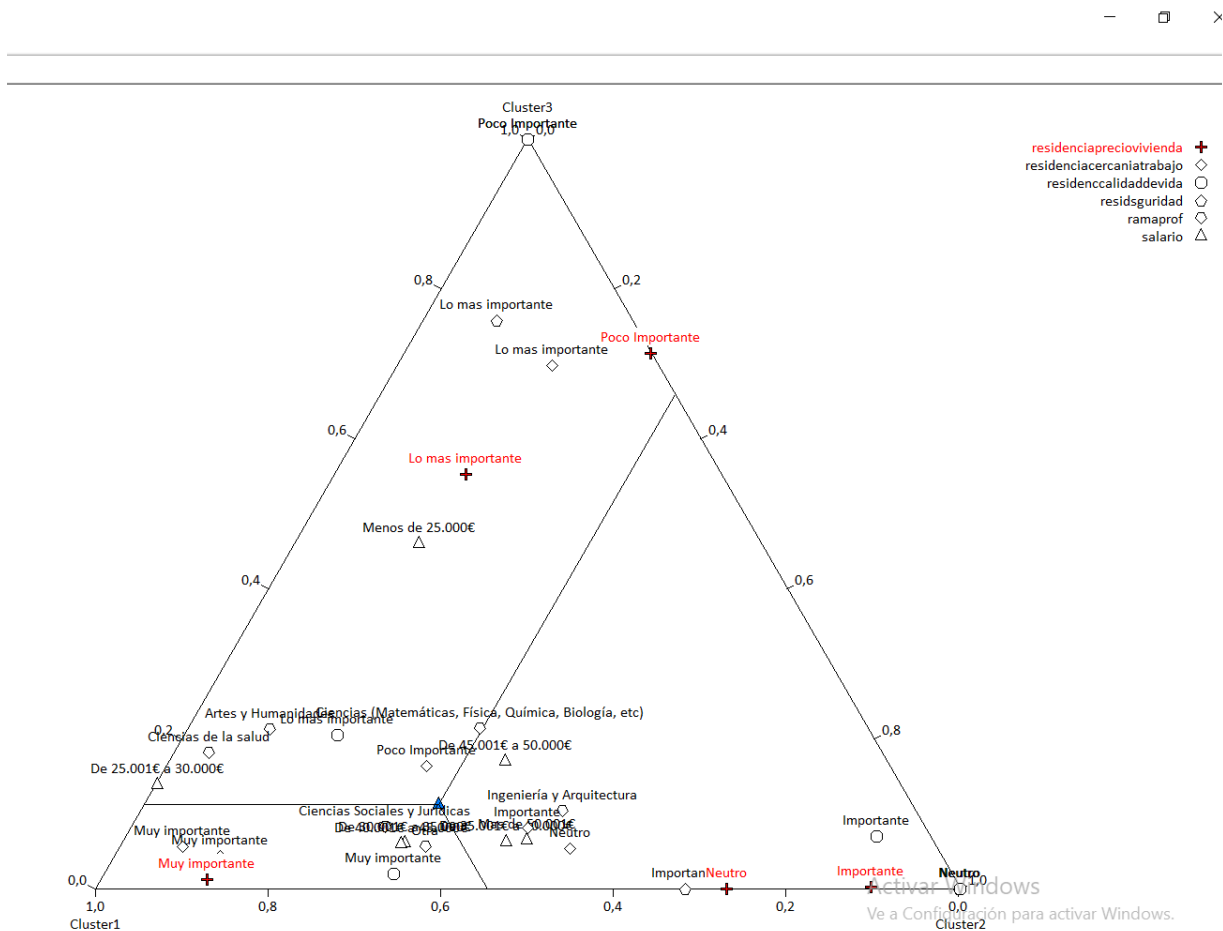 Cluster3
Poco Importante
1,0 0,0
residenciapreciovivienda
residenciacercaniatrabajo
residenccalidaddevida
residsguridad
ramaprof
salario
0,8
0,2
Lo mas importante
Poco Importante
Lo mas importante
0,6
0,4
Lo mas importante
Menos de 25.000€
0,4
0,6
Artes y Humanidades
Ciencias (Matemáticas, Física, Química, Biología, etc)
Lo mas importante
0,2
0,8
Ciencias de la salud
De 45.001€ a 50.000€
Poco Importante
De 25.001€ a 30.000€
Ingeniería y Arquitectura
Ciencias Sociales y Jurídicas
Importante
Importante
Mas de 50.001€
Otra
Neutro
Muy importante
Muy importante
Muy importante
Muy importante
Importan
Neutro
Importante
Neutro
0,0
1,0
Activar Windows
1,0
0,8
0,6
0,4
0,2
0,0
Ve a Configuración para activar Windows.
Cluster1
Cluster2